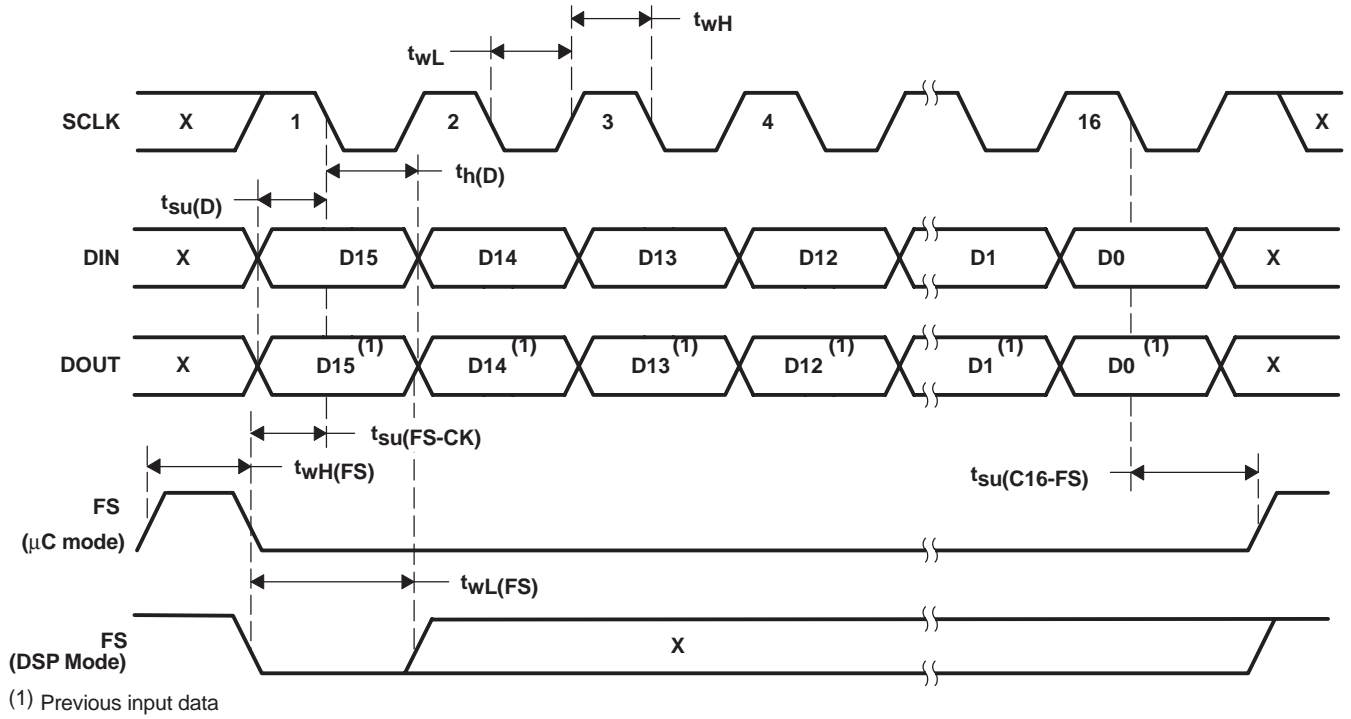 twH
twL
SCLK X 1 2 3 4 16 X
th(D)
tsu(D)
DIN X D15 D14 D13 D12 D1 D0 X
DOUT X D15(1) D14(1) D13(1) D12(1) D1(1) D0(1) X
tsu(FS-CK)
twH(FS)
tsu(C16-FS)
FS
(μC mode)
twL(FS)
FS
(DSP Mode)
X
(1) Previous input data